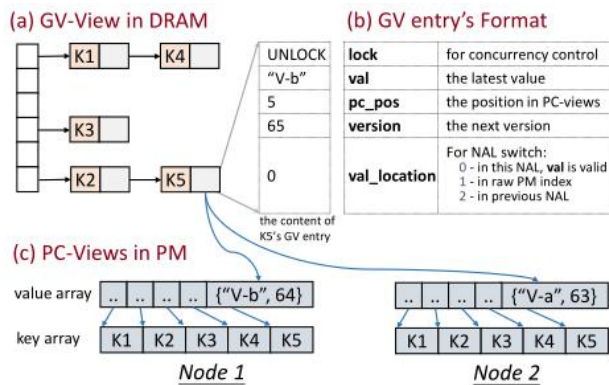 (a) GV-View in DRAM
(b) GV entry's Format
K1
K4
K3
K2
K5
UNLOCK
"V-b"
5
65
0
the content of
K5's GV entry
lock for concurrency control
val the latest value
pc_pos the position in PC-views
version the next version
val_location
For NAL switch:
0 - in this NAL, val is valid
1 - in raw PM index
2 - in previous NAL
(c) PC-Views in PM
value array .. .. .. .. {"V-b", 64} .. .. .. .. {"V-a", 63}
key array K1 K2 K3 K4 K5 K1 K2 K3 K4 K5
Node 1 Node 2